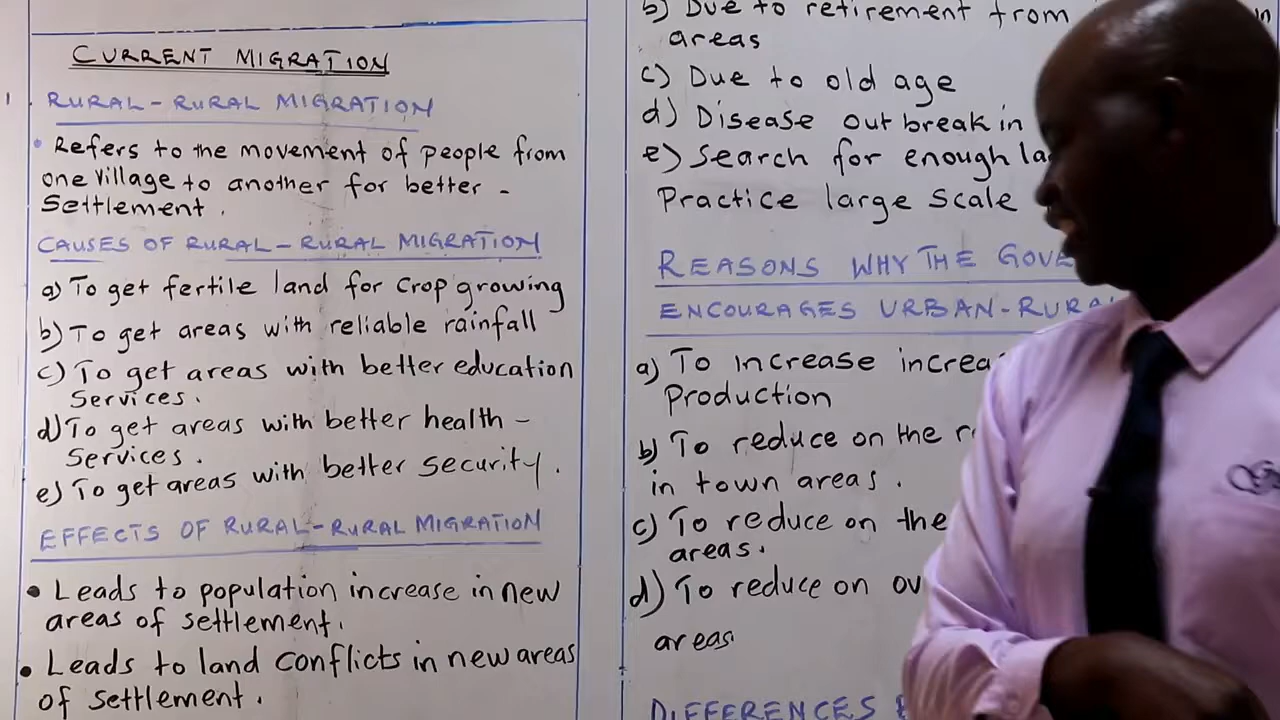 CURRENT MIGRATION
1. RURAL-RURAL MIGRATION
• Refers to the movement of people from
one village to another for better -
Settlement.
CAUSES OF RURAL-RURAL MIGRATION
a) To get fertile land for crop growing
b) To get areas with reliable rainfall
c) To get areas with better education
Services.
d) To get areas with better health -
Services.
e) To get areas with better security.
EFFECTS OF RURAL-RURAL MIGRATION
• Leads to population increase in new
areas of settlement.
• Leads to land conflicts in new areas
of settlement.
b) Due to retirement from
areas
c) Due to old age
d) Disease out break in
e) Search for enough
Practice large scale
REASONS WHY THE
ENCOURAGES URBAN-
a) To increase
Production
b) To reduce on the
in town areas.
c) To reduce on the
areas.
d) To reduce on
areas
DIFFERENCES